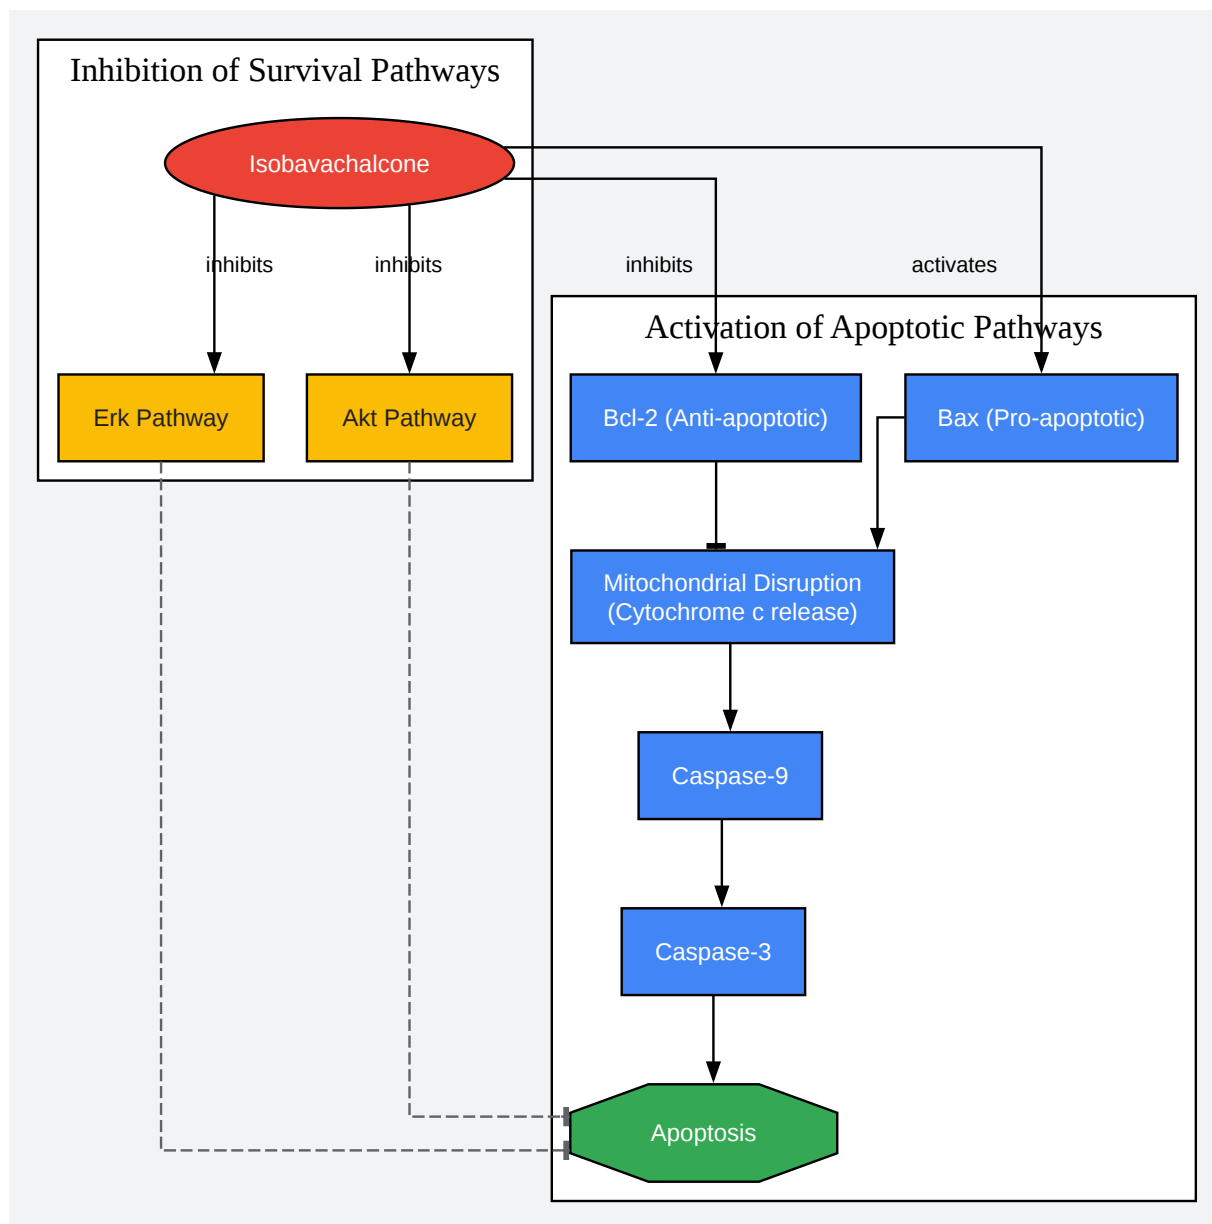 Inhibition of Survival Pathways
Isobavachalcone
inhibits
inhibits
inhibits
activates
Activation of Apoptotic Pathways
Erk Pathway
Akt Pathway
Bcl-2 (Anti-apoptotic)
Bax (Pro-apoptotic)
Mitochondrial Disruption
(Cytochrome c release)
Caspase-9
Caspase-3
Apoptosis